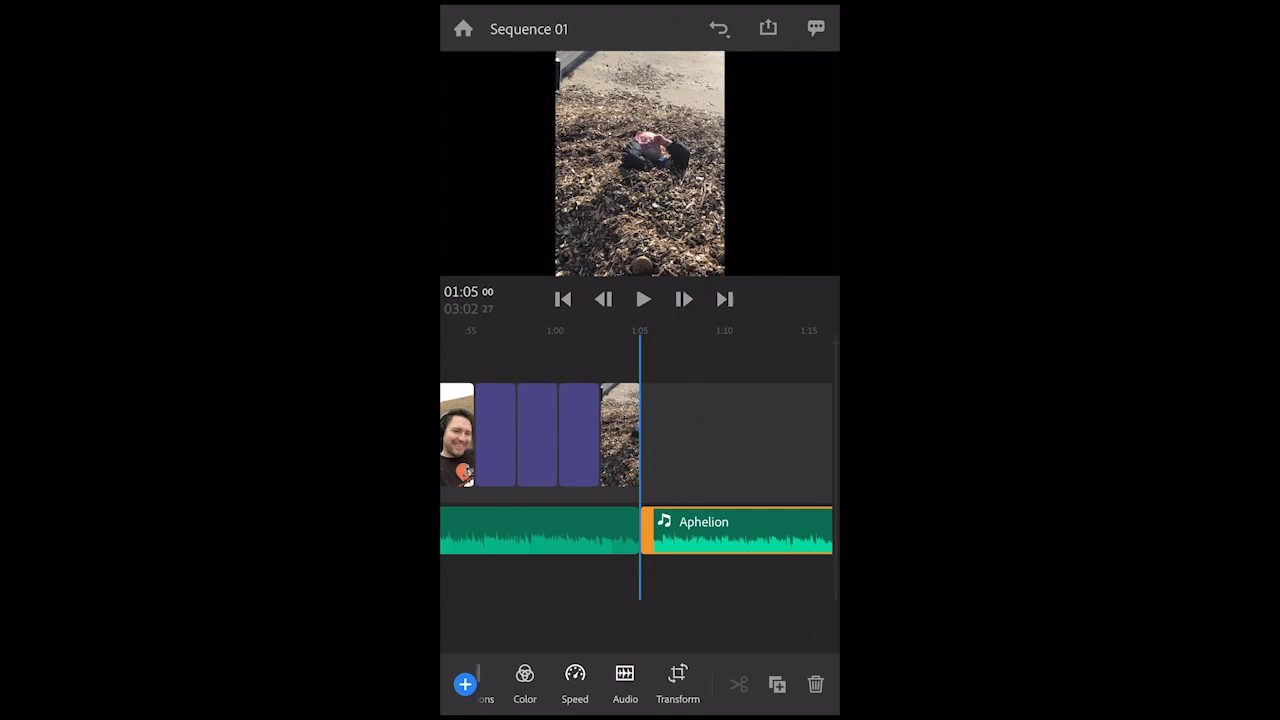 Sequence 01
01:05 00
03:02 27
:55 1:00 1:05 1:10 1:15
Aphelion
ons Color Speed Audio Transform